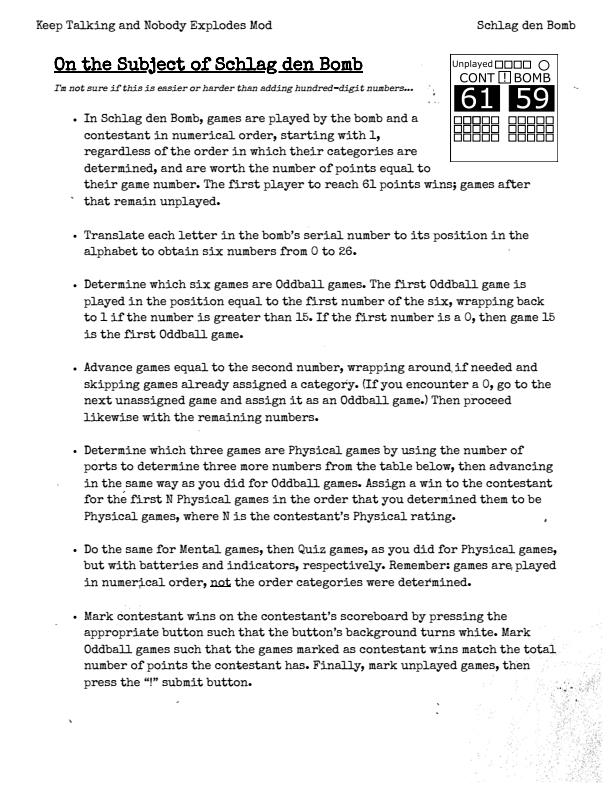 Keep Talking and Nobody Explodes Mod Schlag den Bomb
On the Subject of Schlag den Bomb
I'm not sure if this is easier or harder than adding hundred-digit numbers...
Unplayed
CONT ! BOMB
61 59
• In Schlag den Bomb, games are played by the bomb and a
contestant in numerical order, starting with 1,
regardless of the order in which their categories are
determined, and are worth the number of points equal to
their game number. The first player to reach 61 points wins; games after
that remain unplayed.
• Translate each letter in the bomb's serial number to its position in the
alphabet to obtain six numbers from 0 to 26.
• Determine which six games are Oddball games. The first Oddball game is
played in the position equal to the first number of the six, wrapping back
to 1 if the number is greater than 15. If the first number is a 0, then game 15
is the first Oddball game.
• Advance games equal to the second number, wrapping around if needed and
skipping games already assigned a category. (If you encounter a 0, go to the
next unassigned game and assign it as an Oddball game.) Then proceed
likewise with the remaining numbers.
• Determine which three games are Physical games by using the number of
ports to determine three more numbers from the table below, then advancing
in the same way as you did for Oddball games. Assign a win to the contestant
for the first N Physical games in the order that you determined them to be
Physical games, where N is the contestant's Physical rating.
• Do the same for Mental games, then Quiz games, as you did for Physical games,
but with batteries and indicators, respectively. Remember: games are played
in numerical order, not the order categories were determined.
• Mark contestant wins on the contestant's scoreboard by pressing the
appropriate button such that the button's background turns white. Mark
Oddball games such that the games marked as contestant wins match the total
number of points the contestant has. Finally, mark unplayed games, then
press the "!" submit button.